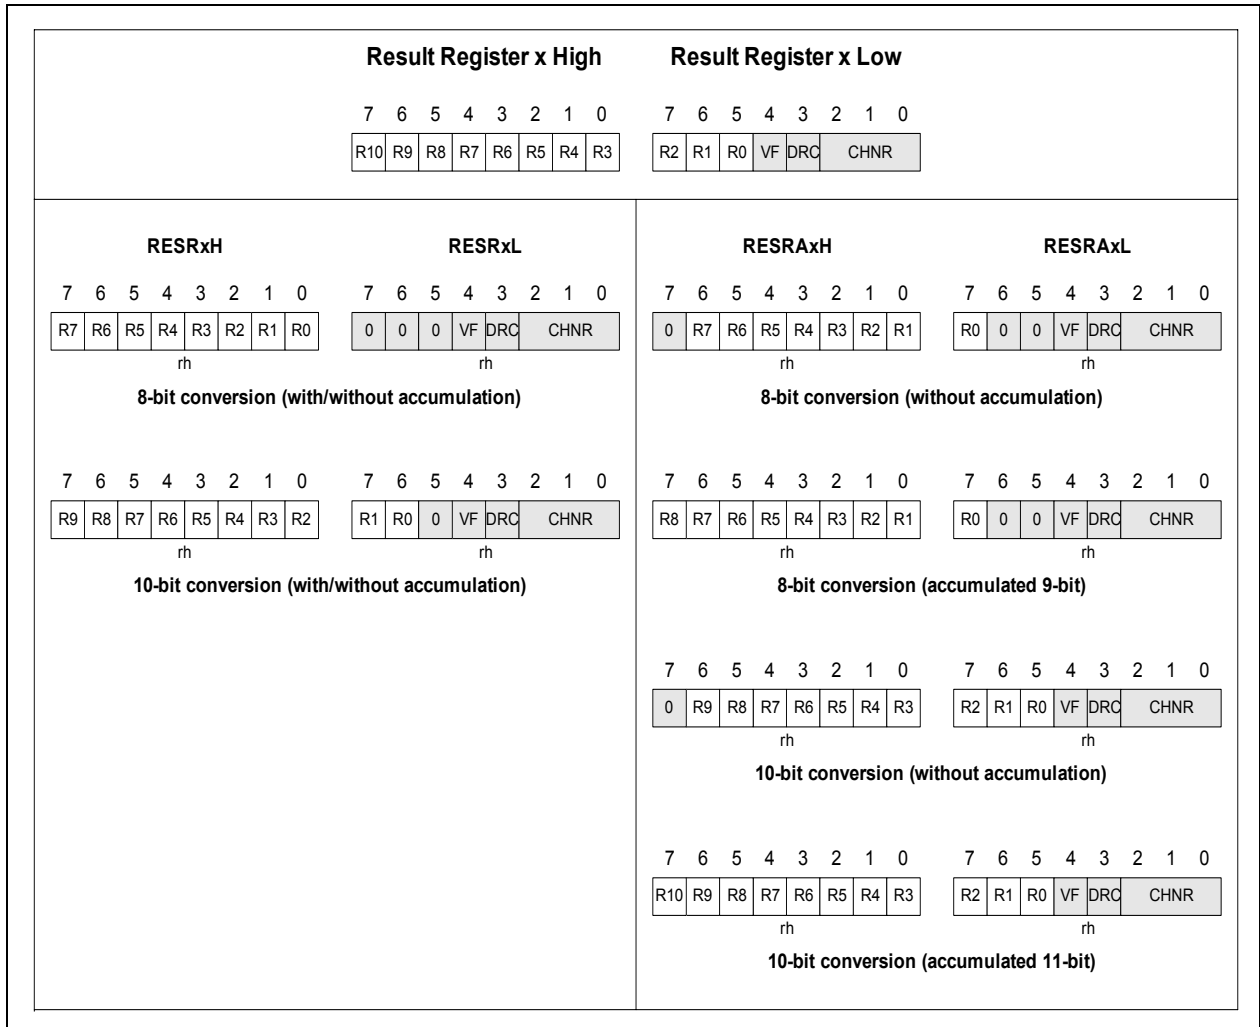 Result Register x High Result Register x Low
7 6 5 4 3 2 1 0 7 6 5 4 3 2 1 0
R10 R9 R8 R7 R6 R5 R4 R3 R2 R1 R0 VF DRC CHNR
RESRxH RESRxL
7 6 5 4 3 2 1 0 7 6 5 4 3 2 1 0
R7 R6 R5 R4 R3 R2 R1 R0 0 0 0 VF DRC CHNR
rh rh
8-bit conversion (with/without accumulation)
7 6 5 4 3 2 1 0 7 6 5 4 3 2 1 0
R9 R8 R7 R6 R5 R4 R3 R2 R1 R0 0 VF DRC CHNR
rh rh
10-bit conversion (with/without accumulation)
RESRAxH RESRAxL
7 6 5 4 3 2 1 0 7 6 5 4 3 2 1 0
0 R7 R6 R5 R4 R3 R2 R1 R0 0 0 VF DRC CHNR
rh rh
8-bit conversion (without accumulation)
7 6 5 4 3 2 1 0 7 6 5 4 3 2 1 0
R8 R7 R6 R5 R4 R3 R2 R1 R0 0 0 VF DRC CHNR
rh rh
8-bit conversion (accumulated 9-bit)
7 6 5 4 3 2 1 0 7 6 5 4 3 2 1 0
0 R9 R8 R7 R6 R5 R4 R3 R2 R1 R0 VF DRC CHNR
rh rh
10-bit conversion (without accumulation)
7 6 5 4 3 2 1 0 7 6 5 4 3 2 1 0
R10 R9 R8 R7 R6 R5 R4 R3 R2 R1 R0 VF DRC CHNR
rh rh
10-bit conversion (accumulated 11-bit)